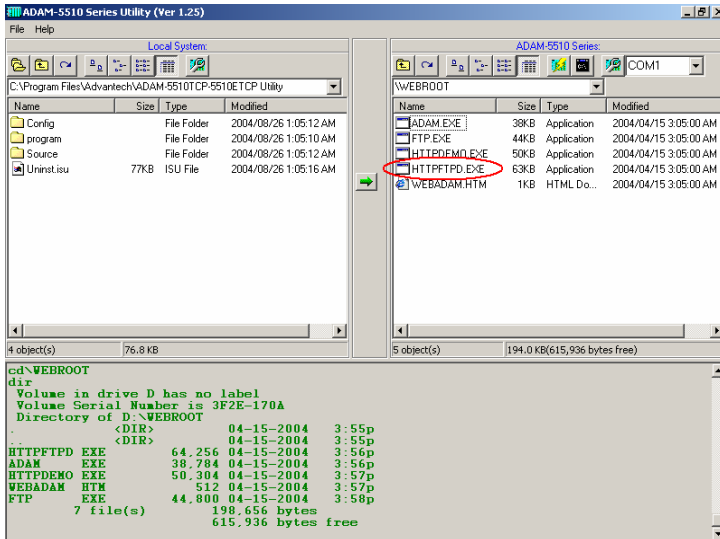 ADAM-5510 Series Utility (Ver 1.25)
File Help
Local System:
C:\Program Files\Advantech\ADAM-5510TCP-5510ETCP Utility
Name Size Type Modified
Config File Folder 2004/08/26 1:05:12 AM
program File Folder 2004/08/26 1:05:10 AM
Source File Folder 2004/08/26 1:05:12 AM
Uninst.isu 77KB ISU File 2004/08/26 1:05:16 AM
4 object(s) 76.8 KB
ADAM-5510 Series:
COM1
\WEBROOT
Name Size Type Modified
ADAM.EXE 38KB Application 2004/04/15 3:05:00 AM
FTP.EXE 44KB Application 2004/04/15 3:05:00 AM
HTTPDEMO.EXE 50KB Application 2004/04/15 3:05:00 AM
HTTPFTPD.EXE 63KB Application 2004/04/15 3:05:00 AM
WEBADAM.HTM 1KB HTML Do... 2004/04/15 3:05:00 AM
5 object(s) 194.0 KB(615,936 bytes free)
cd\WEBROOT
dir
Volume in drive D has no label
Volume Serial Number is 3F2E-170A
Directory of D:\WEBROOT
. <DIR> 04-15-2004 3:55p
.. <DIR> 04-15-2004 3:55p
HTTPFTPD EXE 64,256 04-15-2004 3:56p
ADAM EXE 38,784 04-15-2004 3:56p
HTTPDEMO EXE 50,304 04-15-2004 3:57p
WEBADAM HTM 512 04-15-2004 3:57p
FTP EXE 44,800 04-15-2004 3:58p
7 file(s) 198,656 bytes
615,936 bytes free